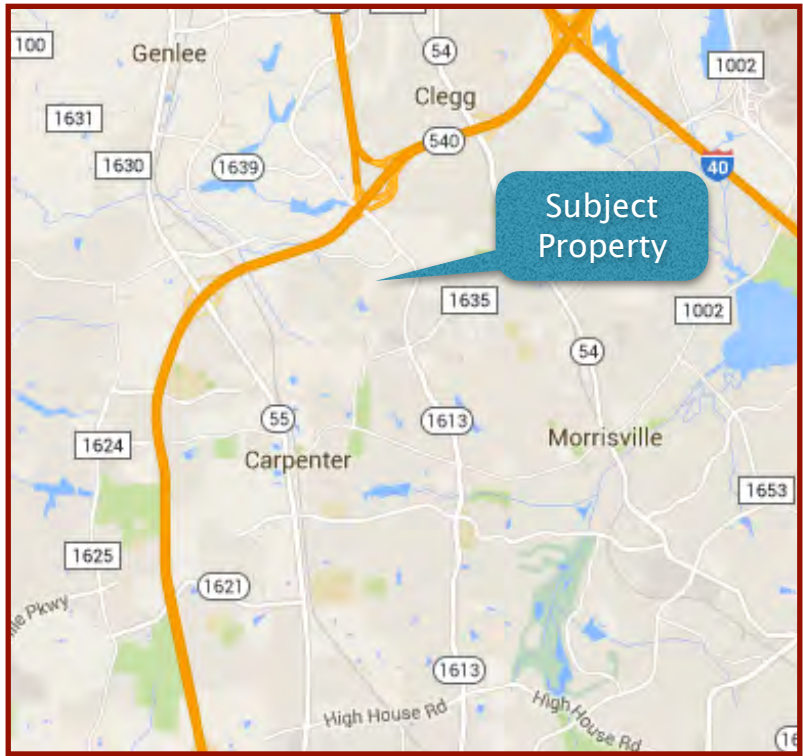 100
Genlee
54
1002
Clegg
1631
540
1630
1639
40
Subject
Property
1635
1002
54
55
1613
Morrisville
1624
Carpenter
1653
1625
1621
Pkwy
1613
High House Rd
High House Rd